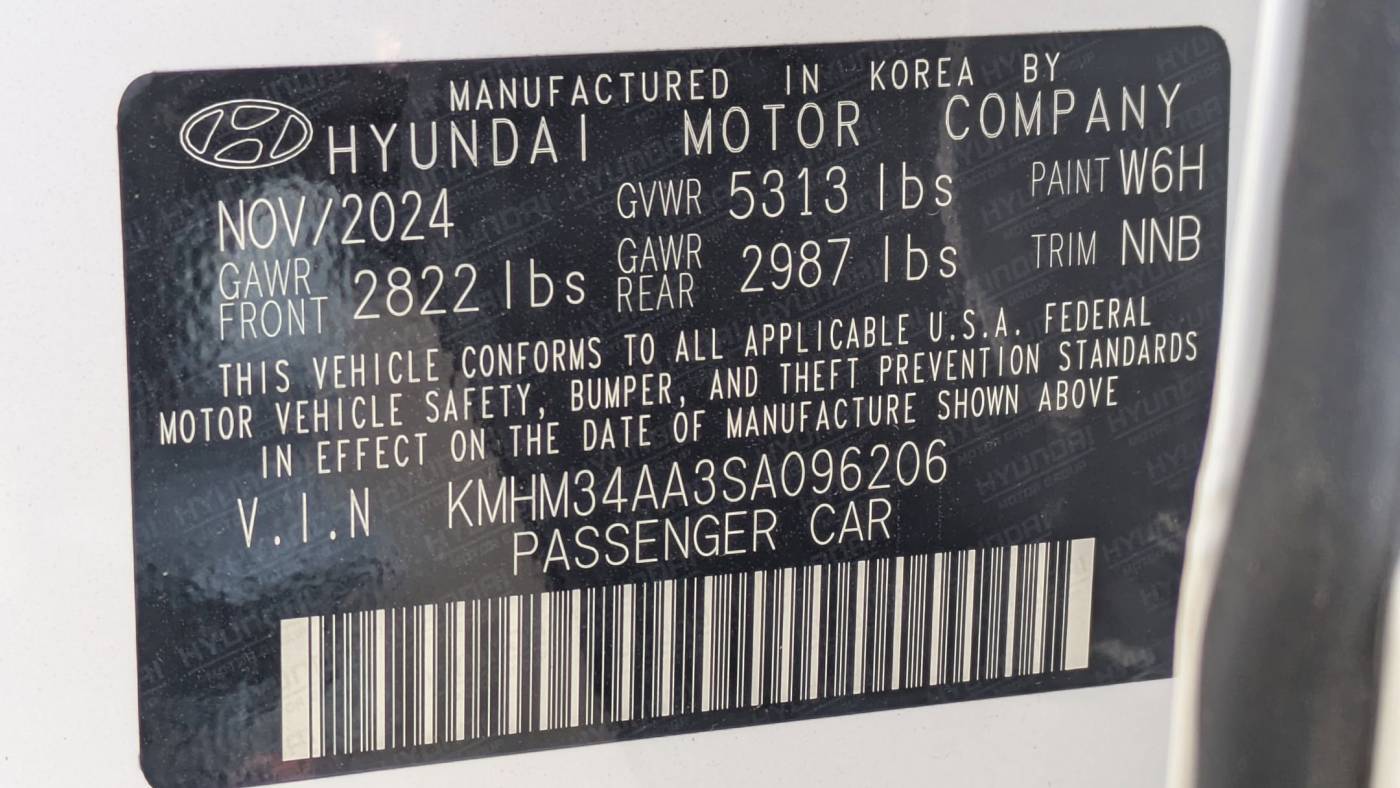 MANUFACTURED IN KOREA BY
HYUNDAI MOTOR COMPANY
NOV/2024 GVWR 5313 lbs PAINT W6H
GAWR FRONT 2822 lbs GAWR REAR 2987 lbs TRIM NNB
THIS VEHICLE CONFORMS TO ALL APPLICABLE U.S.A. FEDERAL
MOTOR VEHICLE SAFETY, BUMPER, AND THEFT PREVENTION STANDARDS
IN EFFECT ON THE DATE OF MANUFACTURE SHOWN ABOVE
V.I.N KMHM34AA3SA096206
PASSENGER CAR